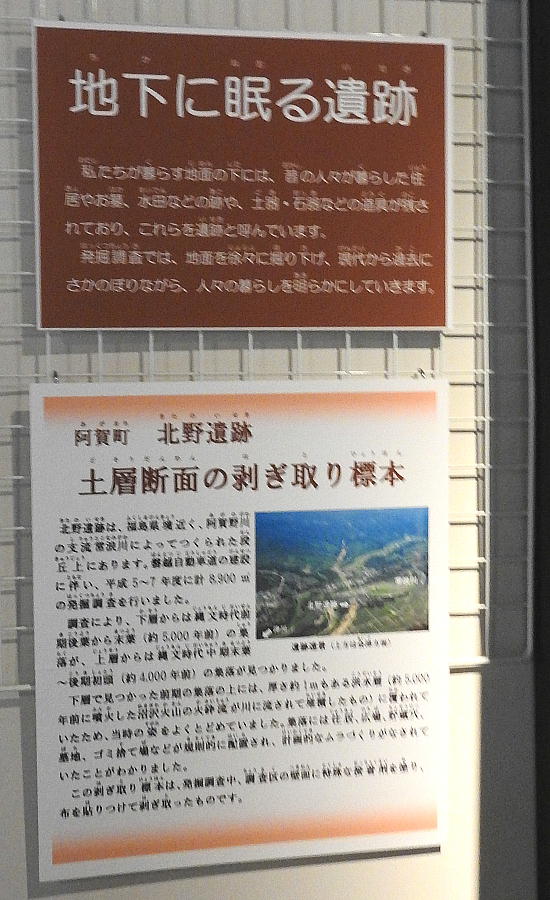 地下に眠る遺跡
私たちが暮らす地面の下には、昔の人々が暮らした住
居やお墓、水田などの跡や、土器・石器などの道具が残さ
れており、これらを遺跡と呼んでいます。
発掘調査では、地面を徐々に掘り下げ、現代から過去に
さかのぼりながら、人々の暮らしを明らかにしていきます。
阿賀町 北野遺跡
土層断面の剥ぎ取り標本
北野遺跡は、福島県境近く、阿賀野川
の支流常浪川によってつくられた段
丘上にあります。磐越自動車道の建設
に伴い、平成5~7年度に計8,900㎡
の発掘調査を行いました。
調査により、下層からは縄文時代前
期後葉から末葉（約5,000年前）の集
落が、上層からは縄文時代中期末葉
～後期初頭（約4,000年前）の集落が見つかりました。
遺跡遠景
下層で見つかった前期の集落の上には、厚さ約1mもある洪水層（約5,000
年前に噴火した沼沢火山の火砕流が川に流されて堆積したもの）に覆われて
いたため、当時の姿をよくとどめていました。集落には住居、広場、貯蔵穴、
墓地、ゴミ捨て場などが規則的に配置され、計画的なムラづくりがなされて
いたことがわかりました。
この剥ぎ取り標本は、発掘調査中、調査区の壁面に特殊な接着剤を塗り、
布を貼りつけて剥ぎ取ったものです。